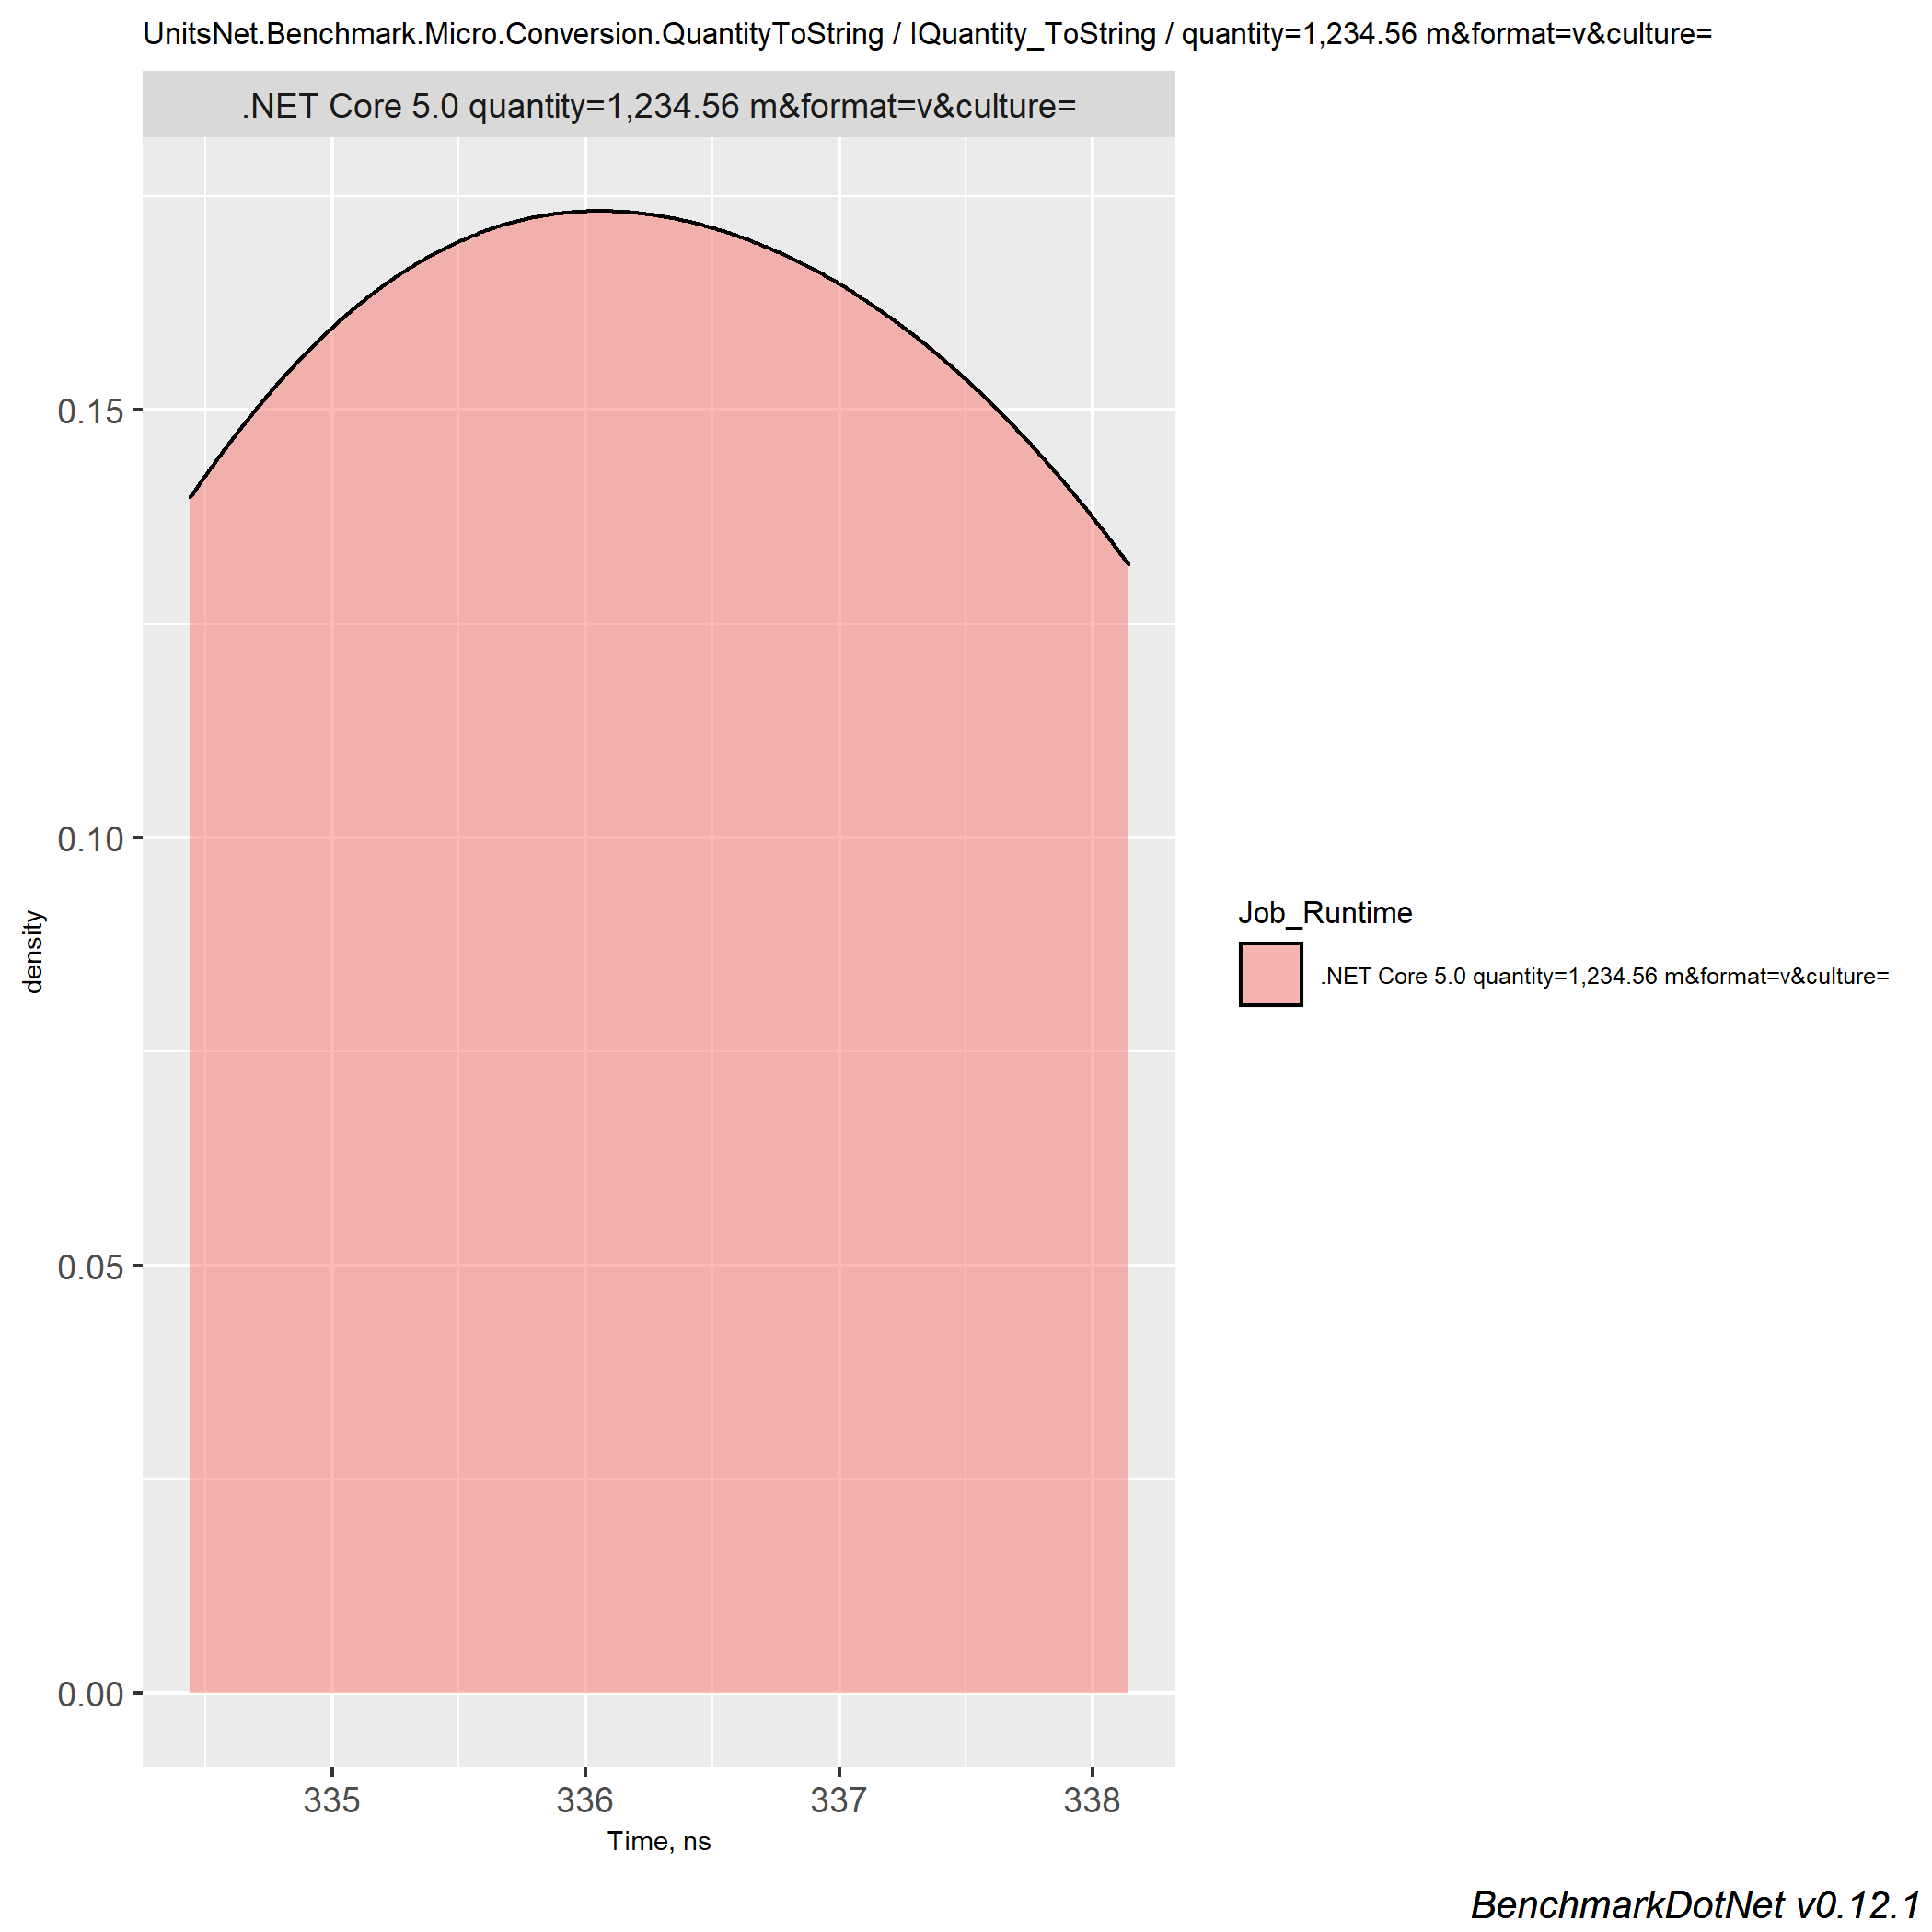 UnitsNet.Benchmark.Micro.Conversion.QuantityToString / IQuantity_ToString / quantity=1,234.56 m&format=v&culture=
.NET Core 5.0 quantity=1,234.56 m&format=v&culture=
0.15
0.10
0.05
0.00
density
335 336 337 338
Time, ns
Job_Runtime
.NET Core 5.0 quantity=1,234.56 m&format=v&culture=
BenchmarkDotNet v0.12.1